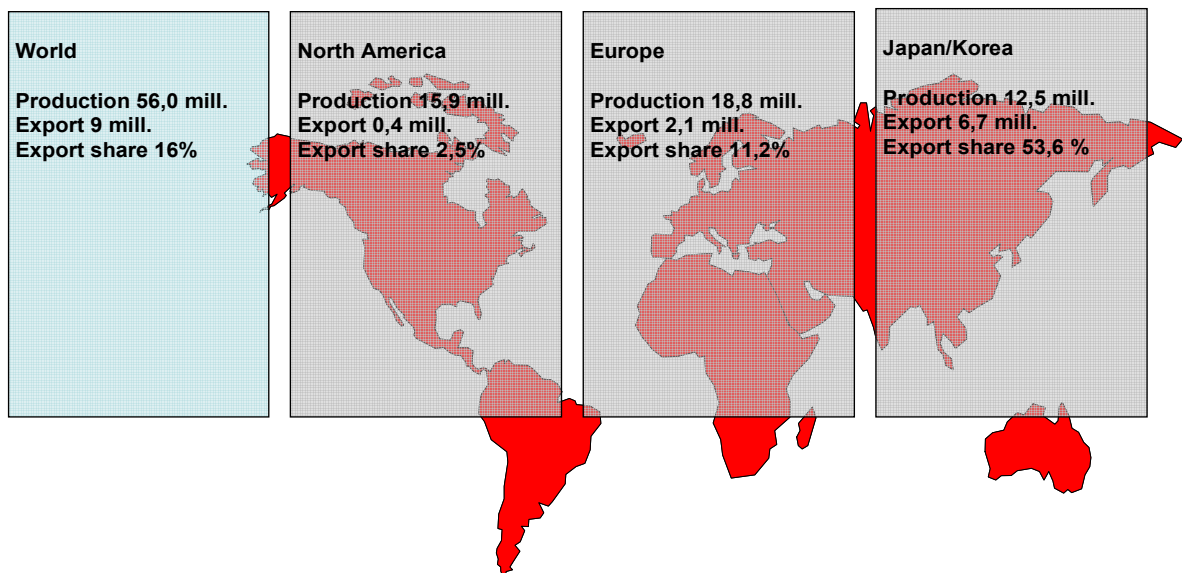 World
Production 56,0 mill.
Export 9 mill.
Export share 16%
North America
Production 15,9 mill.
Export 0,4 mill.
Export share 2,5%
Europe
Production 18,8 mill.
Export 2,1 mill.
Export share 11,2%
Japan/Korea
Production 12,5 mill.
Export 6,7 mill.
Export share 53,6 %